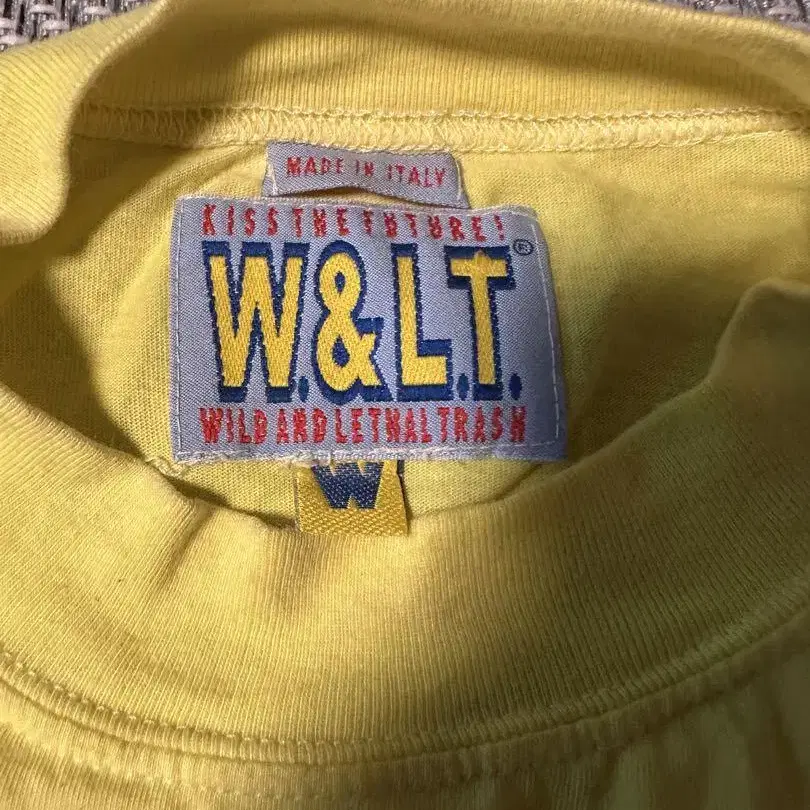 MADE IN ITALY
KISS THE FUTURE!
W.&L.T.®
WILD AND LETHAL TRASH
W